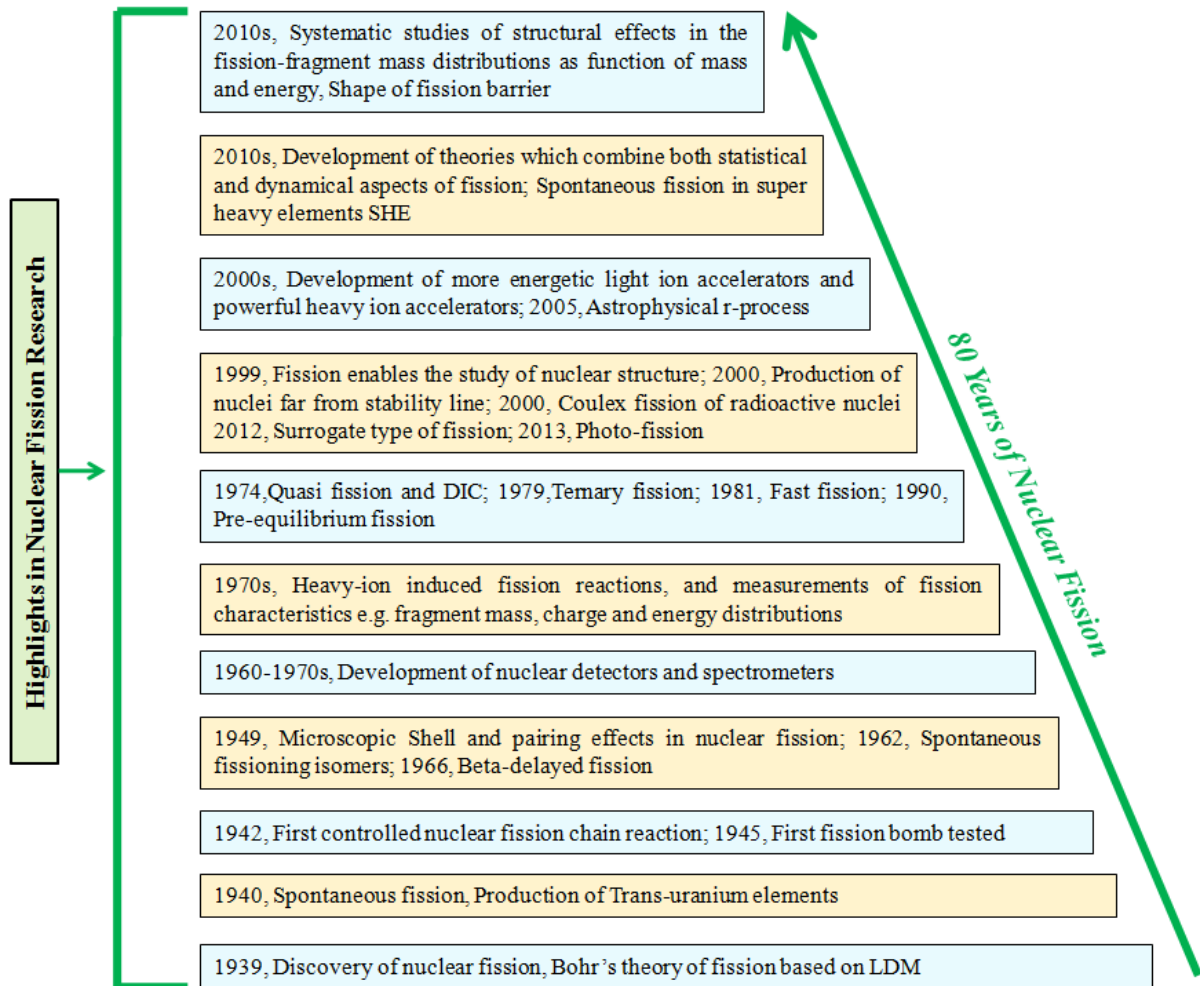 Highlights in Nuclear Fission Research
2010s, Systematic studies of structural effects in the
fission-fragment mass distributions as function of mass
and energy, Shape of fission barrier
2010s, Development of theories which combine both statistical
and dynamical aspects of fission; Spontaneous fission in super
heavy elements SHE
2000s, Development of more energetic light ion accelerators and
powerful heavy ion accelerators; 2005, Astrophysical r-process
1999, Fission enables the study of nuclear structure; 2000, Production of
nuclei far from stability line; 2000, Coulex fission of radioactive nuclei
2012, Surrogate type of fission; 2013, Photo-fission
1974,Quasi fission and DIC; 1979,Ternary fission; 1981, Fast fission; 1990,
Pre-equilibrium fission
1970s, Heavy-ion induced fission reactions, and measurements of fission
characteristics e.g. fragment mass, charge and energy distributions
1960-1970s, Development of nuclear detectors and spectrometers
1949, Microscopic Shell and pairing effects in nuclear fission; 1962, Spontaneous
fissioning isomers; 1966, Beta-delayed fission
1942, First controlled nuclear fission chain reaction; 1945, First fission bomb tested
1940, Spontaneous fission, Production of Trans-uranium elements
1939, Discovery of nuclear fission, Bohr’s theory of fission based on LDM
80 Years of Nuclear Fission